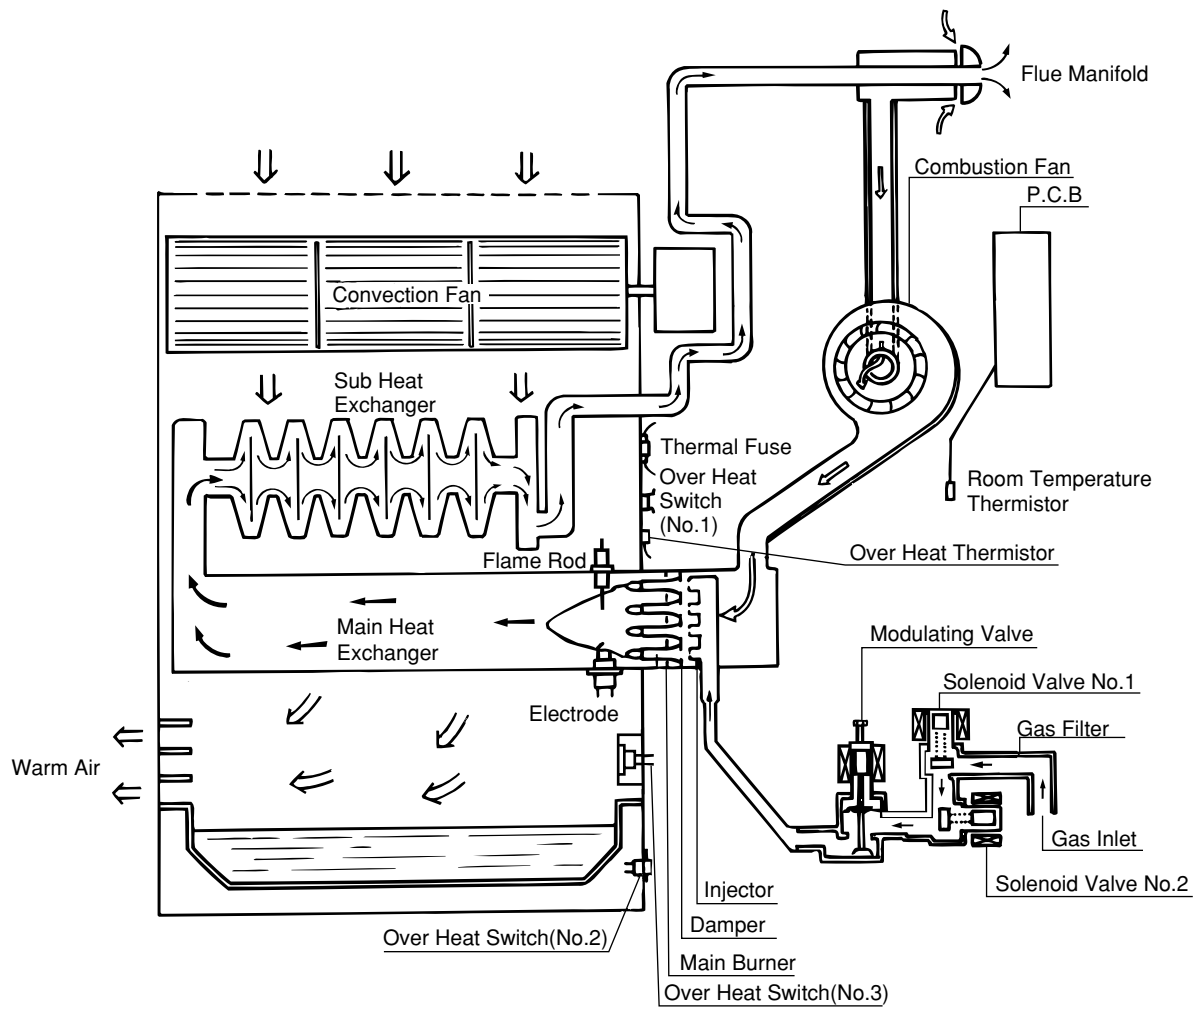 Flue Manifold
Combustion Fan
P.C.B
Convection Fan
Sub Heat
Exchanger
Thermal Fuse
Over Heat
Switch
(No.1)
Room Temperature
Thermistor
Flame Rod
Over Heat Thermistor
Main Heat
Exchanger
Modulating Valve
Solenoid Valve No.1
Electrode
Gas Filter
Warm Air
Gas Inlet
Solenoid Valve No.2
Injector
Damper
Over Heat Switch(No.2)
Main Burner
Over Heat Switch(No.3)